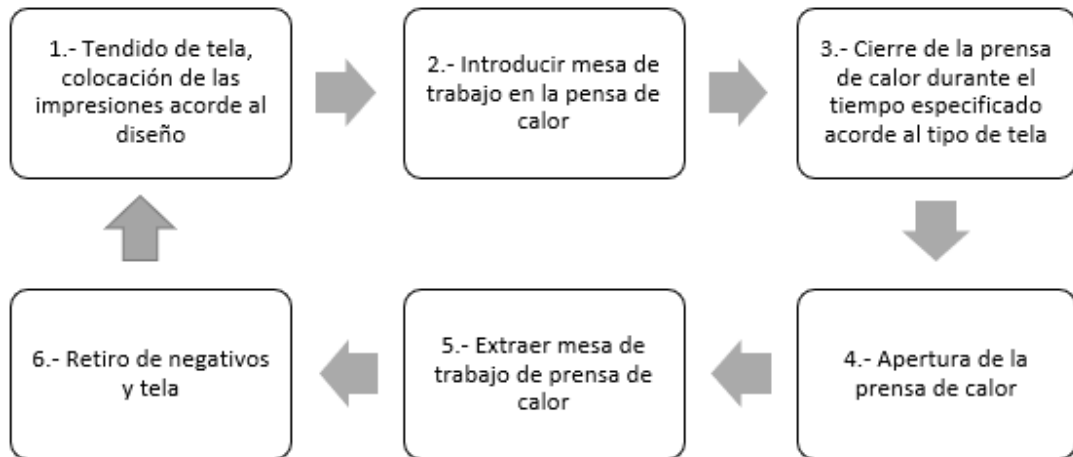 1.- Tendido de tela,
colocación de las
impresiones acorde al
diseño
2.- Introducir mesa de
trabajo en la pensa de
calor
3.- Cierre de la prensa
de calor durante el
tiempo especificado
acorde al tipo de tela
4.- Apertura de la
prensa de calor
5.- Extraer mesa de
trabajo de prensa de
calor
6.- Retiro de negativos
y tela